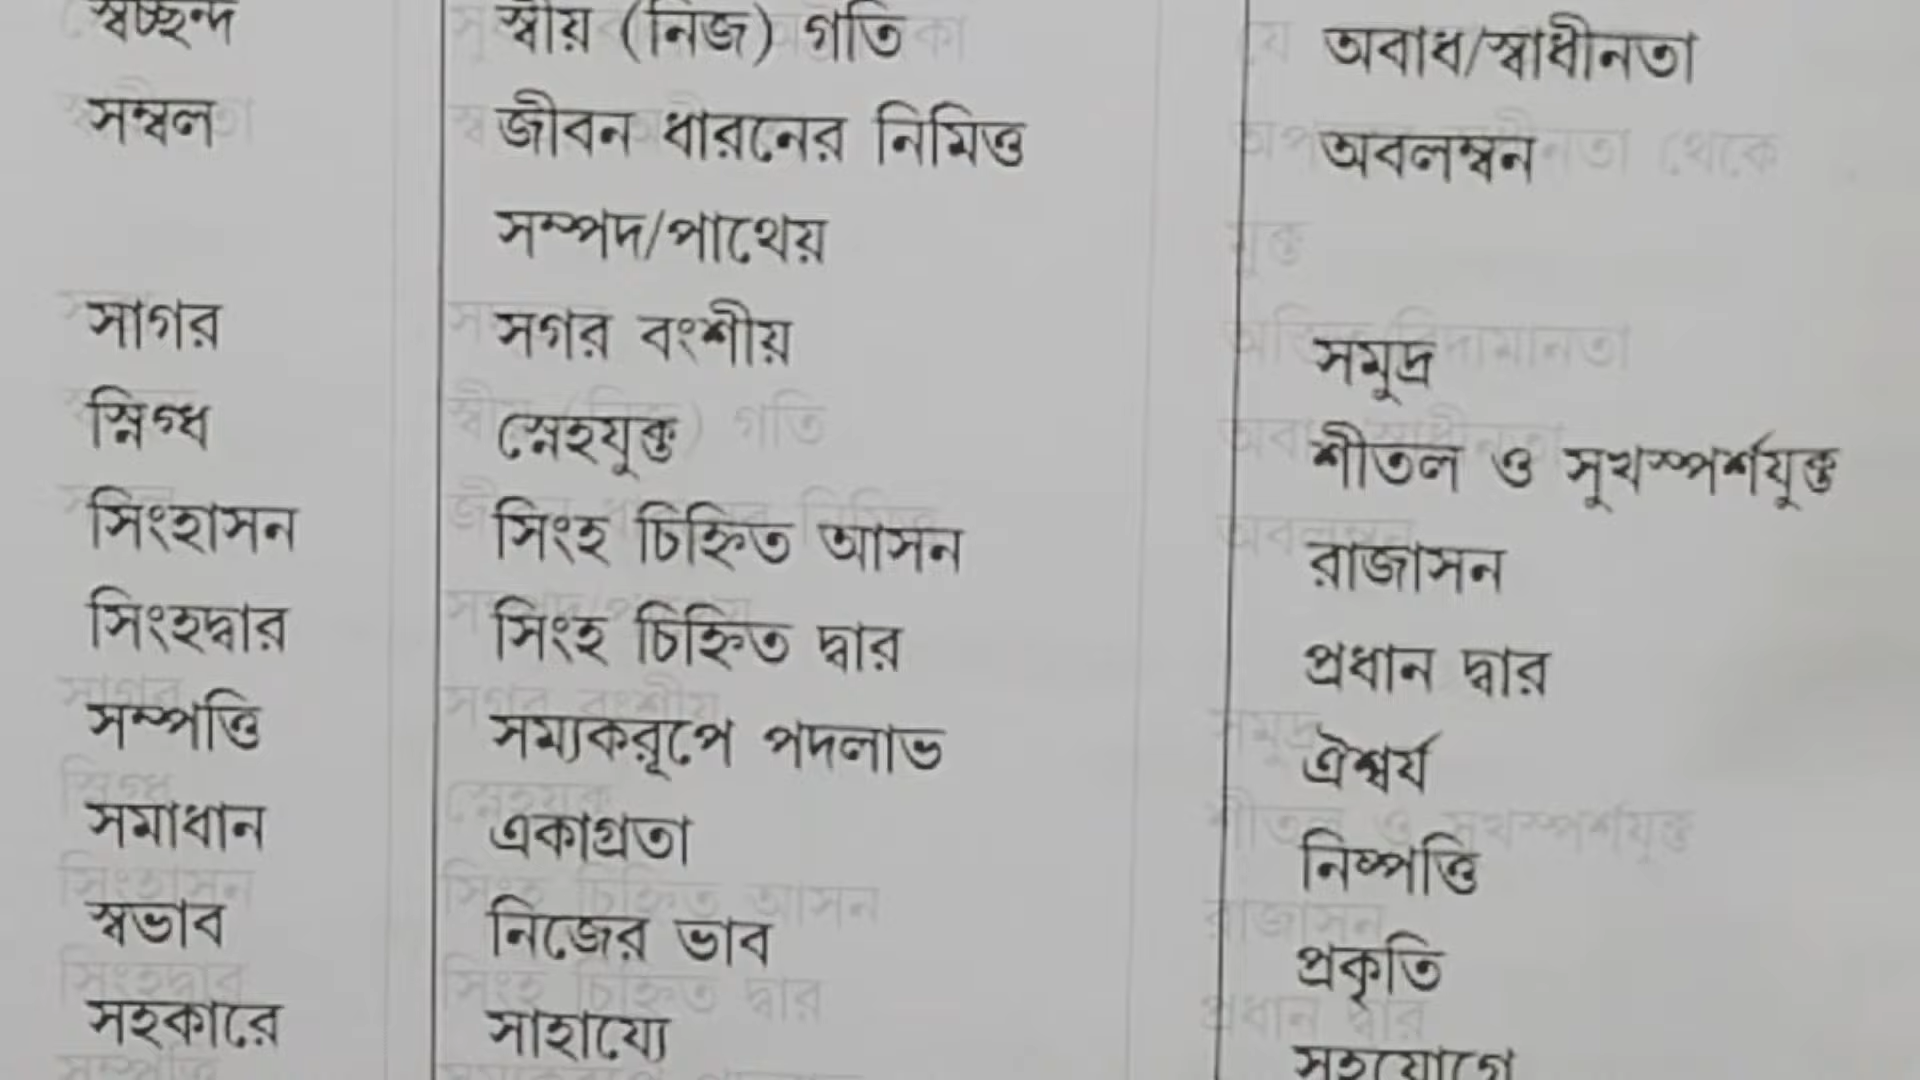 স্বচ্ছন্দ স্বীয় (নিজ) গতি অবাধ/স্বাধীনতা
সম্বল জীবন ধারনের নিমিত্ত অবলম্বন
সম্পদ/পাথেয়
সাগর সগর বংশীয় সমুদ্র
স্নিগ্ধ স্নেহযুক্ত শীতল ও সুখস্পর্শযুক্ত
সিংহাসন সিংহ চিহ্নিত আসন রাজাসন
সিংহদ্বার সিংহ চিহ্নিত দ্বার প্রধান দ্বার
সম্পত্তি সম্যকরূপে পদলাভ ঐশ্বর্য
সমাধান একাগ্রতা নিষ্পত্তি
স্বভাব নিজের ভাব প্রকৃতি
সহকারে সাহায্যে সহযোগে